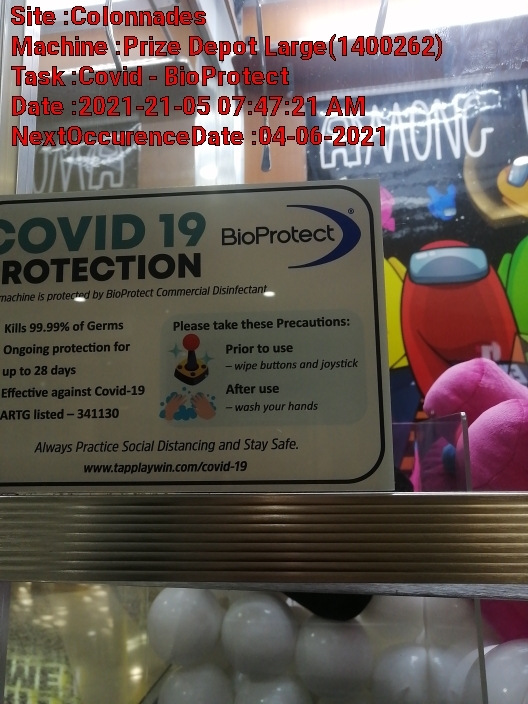 Site :Colonnades
Machine :Prize Depot Large(1400262)
Task :Covid - BioProtect
Date :2021-21-05 07:47:21 AM
NextOccurenceDate :04-06-2021
AMONG
COVID 19
ROTECTION
BioProtect®
machine is protected by BioProtect Commercial Disinfectant
Kills 99.99% of Germs
Ongoing protection for
up to 28 days
Effective against Covid-19
ARTG listed – 341130
Please take these Precautions:
Prior to use
– wipe buttons and joystick
After use
– wash your hands
Always Practice Social Distancing and Stay Safe.
www.tapplaywin.com/covid-19